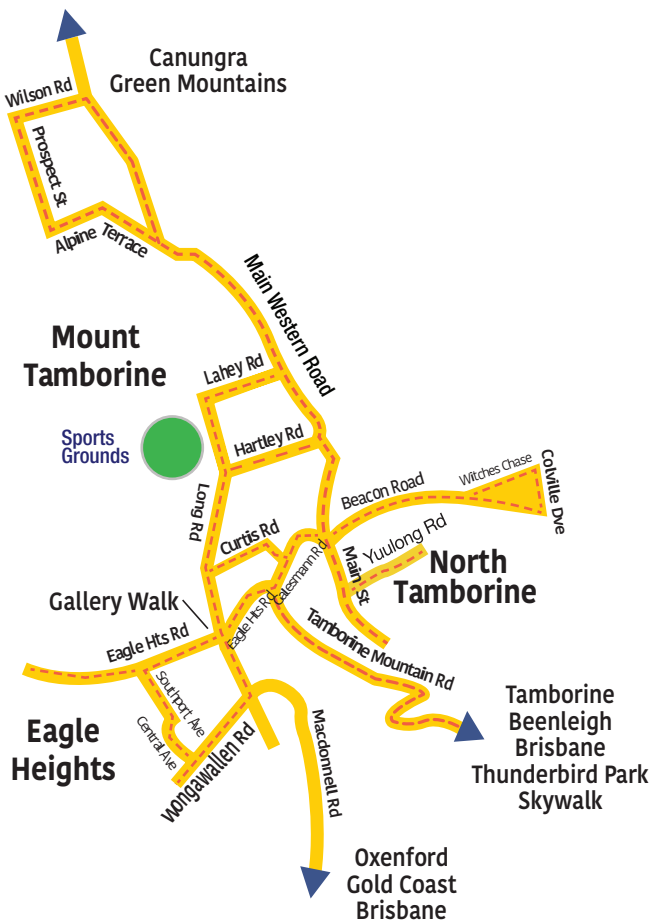 Canungra
Green Mountains
Wilson Rd
Prospect St
Alpine Terrace
Main Western Road
Mount
Tamborine
Lahey Rd
Sports
Grounds
Hartley Rd
Long Rd
Beacon Road
Witches Chase
Colville Dve
Curtis Rd
Yuulong Rd
Main St
North
Tamborine
Geissmann Rd
Gallery Walk
Eagle Hts Rd
Eagle Hts Rd
Tamborine Mountain Rd
Southport Ave
Central Ave
Eagle
Heights
Wongawallen Rd
Macdonnell Rd
Tamborine
Beenleigh
Brisbane
Thunderbird Park
Skywalk
Oxenford
Gold Coast
Brisbane